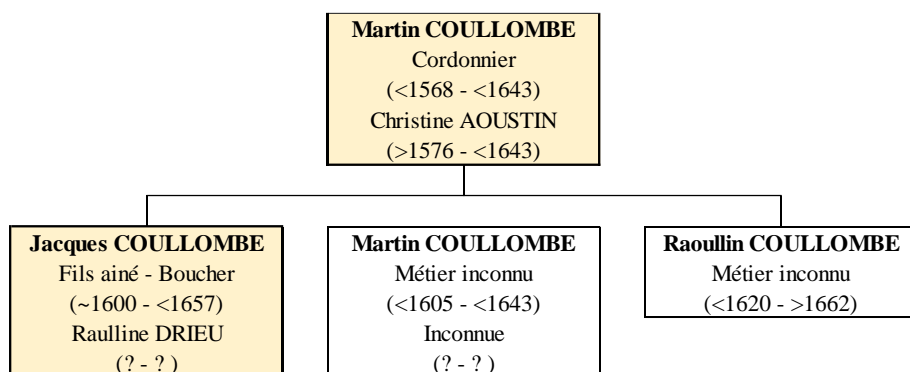 Martin COULLOMBE
Cordonnier
(<1568 - <1643)
Christine AOUSTIN
(>1576 - <1643)
Jacques COULLOMBE
Fils ainé - Boucher
(~1600 - <1657)
Raulline DRIEU
(? - ? )
Martin COULLOMBE
Métier inconnu
(<1605 - <1643)
Inconnue
(? - ? )
Raoullin COULLOMBE
Métier inconnu
(<1620 - >1662)